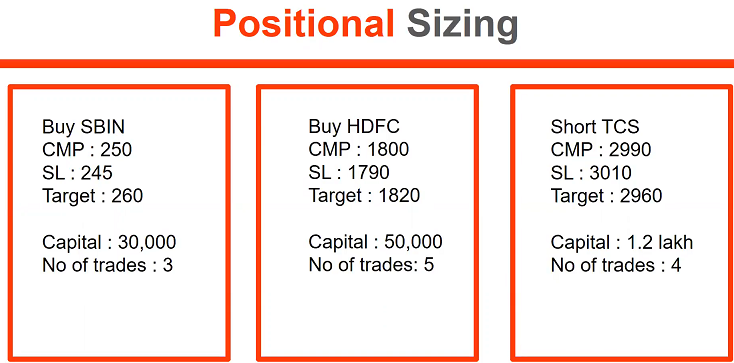 Positional Sizing
Buy SBIN
CMP : 250
SL : 245
Target : 260
Capital : 30,000
No of trades : 3
Buy HDFC
CMP : 1800
SL : 1790
Target : 1820
Capital : 50,000
No of trades: 5
Short TCS
CMP : 2990
SL : 3010
Target : 2960
Capital : 1.2 lakh
No of trades : 4